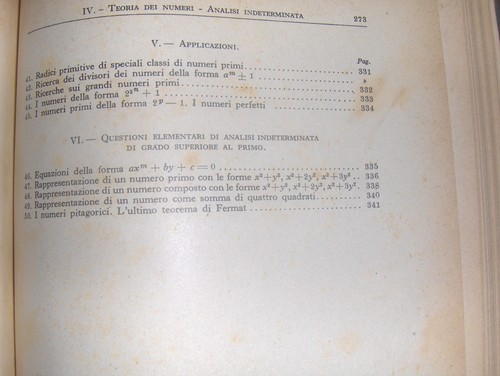 IV. - Teoria dei numeri - Analisi indeterminata 273
V. — Applicazioni.
Pag.
41. Radici primitive di speciali classi di numeri primi 331
42. Ricerca dei divisori dei numeri della forma aᵐ ± 1 »
43. Ricerche sui grandi numeri primi 332
44. I numeri della forma 2²ᵐ + 1 333
45. I numeri primi della forma 2ᵖ — 1. I numeri perfetti 334
VI. — Questioni elementari di analisi indeterminata
di grado superiore al primo.
46. Equazioni della forma axᵐ + by + c = 0 335
47. Rappresentazione di un numero primo con le forme x²+y², x²+2y², x²+3y² 336
48. Rappresentazione di un numero composto con le forme x²+y², x²+2y², x²+3y² 338
49. Rappresentazione di un numero come somma di quattro quadrati 340
50. I numeri pitagorici. L'ultimo teorema di Fermat 341